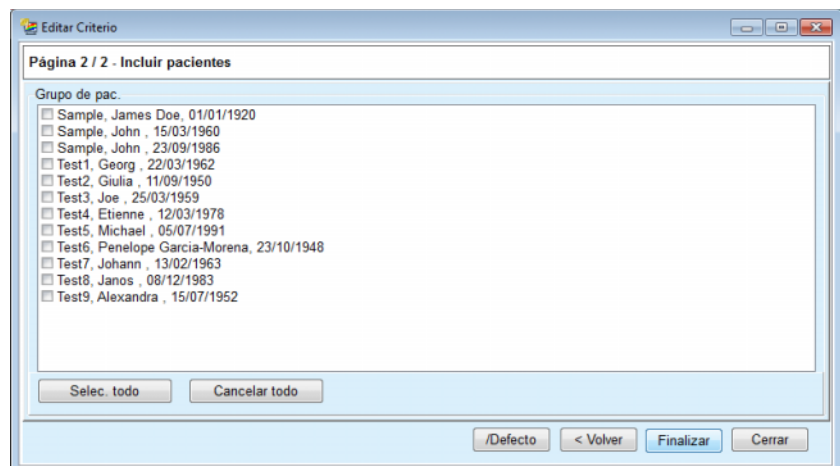 Editar Criterio
Página 2 / 2 - Incluir pacientes
Grupo de pac.
Sample, James Doe, 01/01/1920
Sample, John , 15/03/1960
Sample, John , 23/09/1986
Test1, Georg , 22/03/1962
Test2, Giulia , 11/09/1950
Test3, Joe , 25/03/1959
Test4, Etienne , 12/03/1978
Test5, Michael , 05/07/1991
Test6, Penelope Garcia-Morena, 23/10/1948
Test7, Johann , 13/02/1963
Test8, Janos , 08/12/1983
Test9, Alexandra , 15/07/1952
Selec. todo Cancelar todo
/Defecto < Volver Finalizar Cerrar